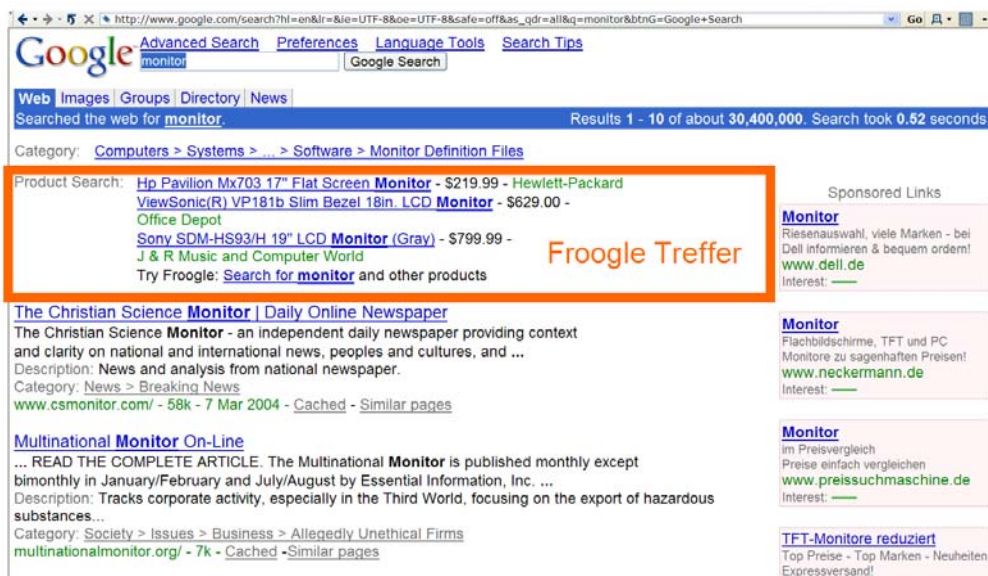 http://www.google.com/search?hl=en&lr=&ie=UTF-8&oe=UTF-8&safe=off&as_qdr=all&q=monitor&btnG=Google+Search
Go
Google
Advanced Search Preferences Language Tools Search Tips
monitor
Google Search
Web Images Groups Directory News
Searched the web for monitor. Results 1 - 10 of about 30,400,000. Search took 0.52 seconds.
Category: Computers > Systems > ... > Software > Monitor Definition Files
Product Search: Hp Pavilion Mx703 17" Flat Screen Monitor - $219.99 - Hewlett-Packard
ViewSonic(R) VP181b Slim Bezel 18in. LCD Monitor - $629.00 -
Office Depot
Sony SDM-HS93/H 19" LCD Monitor (Gray) - $799.99 -
J & R Music and Computer World
Try Froogle: Search for monitor and other products
Froogle Treffer
The Christian Science Monitor | Daily Online Newspaper
The Christian Science Monitor - an independent daily newspaper providing context
and clarity on national and international news, peoples and cultures, and ...
Description: News and analysis from national newspaper.
Category: News > Breaking News
www.csmonitor.com/ - 58k - 7 Mar 2004 - Cached - Similar pages
Multinational Monitor On-Line
... READ THE COMPLETE ARTICLE. The Multinational Monitor is published monthly except
bimonthly in January/February and July/August by Essential Information, Inc. ...
Description: Tracks corporate activity, especially in the Third World, focusing on the export of hazardous
substances...
Category: Society > Issues > Business > Allegedly Unethical Firms
multinationalmonitor.org/ - 7k - Cached -Similar pages
Sponsored Links
Monitor
Riesenauswahl, viele Marken - bei
Dell informieren & bequem ordern!
www.dell.de
Interest:
Monitor
Flachbildschirme, TFT und PC
Monitore zu sagenhaften Preisen!
www.neckermann.de
Interest:
Monitor
im Preisvergleich
Preise einfach vergleichen
www.preissuchmaschine.de
Interest:
TFT-Monitore reduziert
Top Preise - Top Marken - Neuheiten
Expressversand!